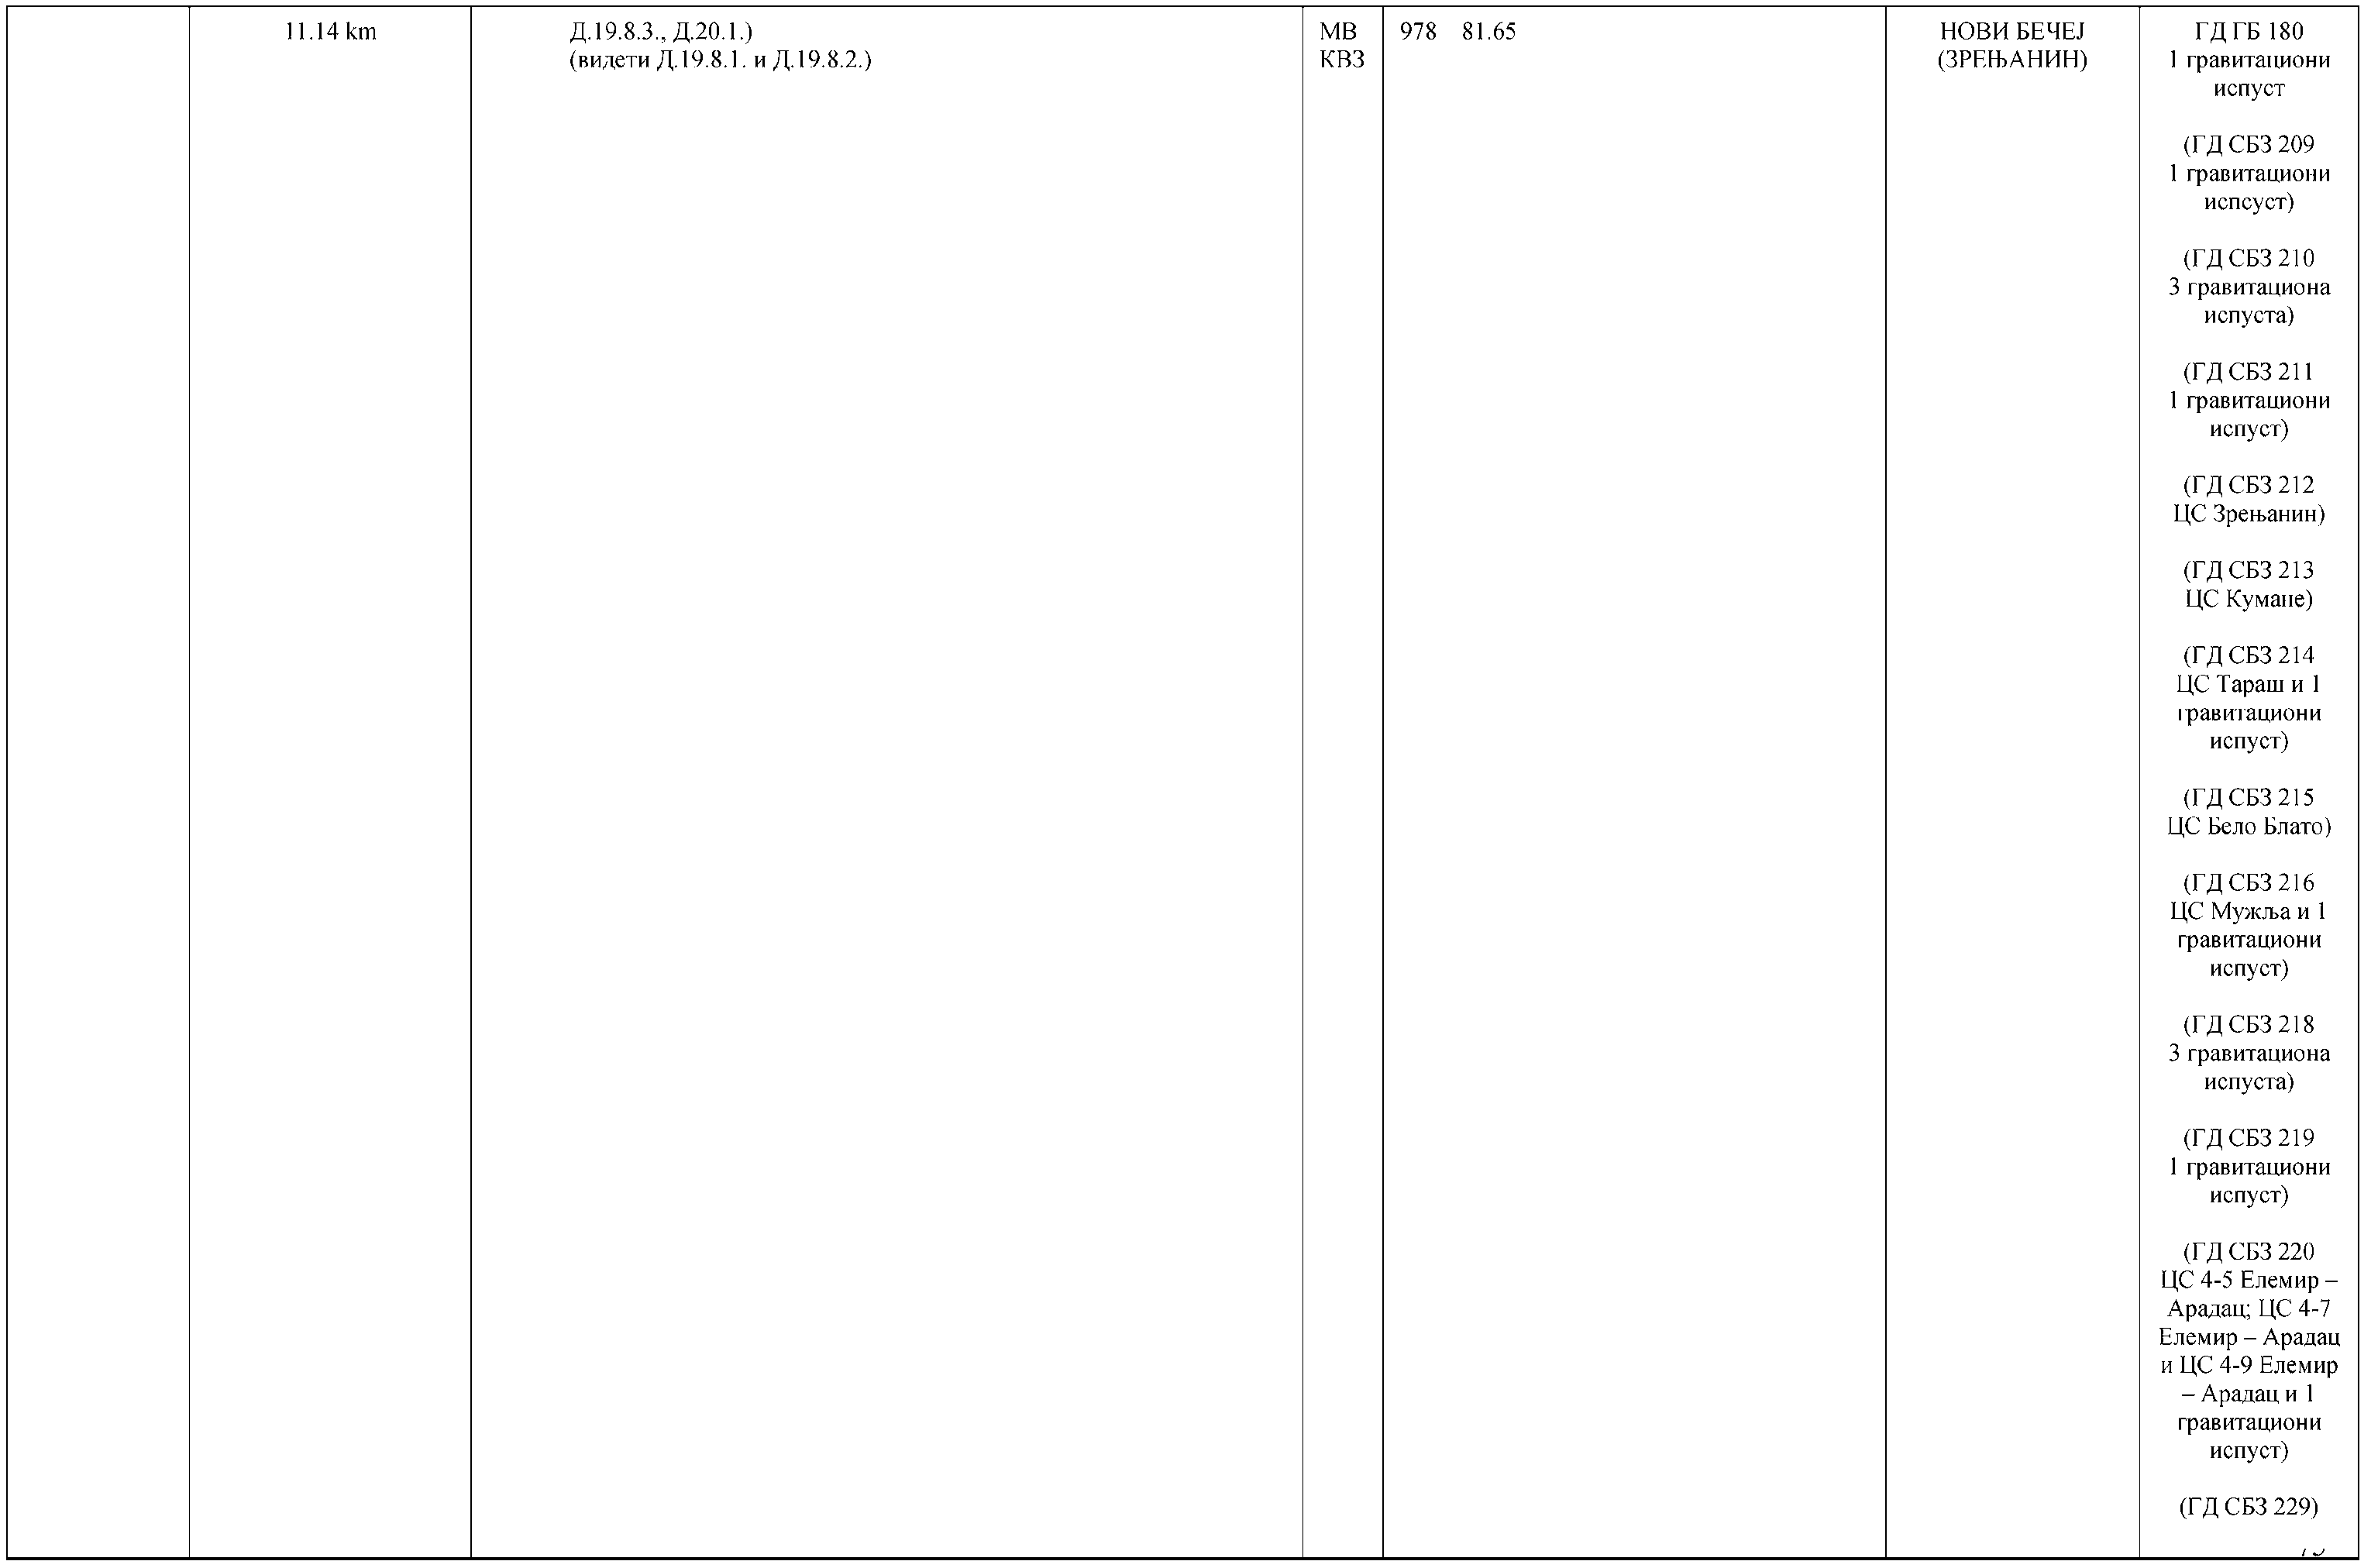 11.14 km
Д.19.8.3., Д.20.1.)
(видети Д.19.8.1. и Д.19.8.2.)
МВ
КВЗ
978 81.65
НОВИ БЕЧЕЈ
(ЗРЕЊАНИН)
ГД ГБ 180
1 гравитациони
испуст
(ГД СБЗ 209
1 гравитациони
испсуст)
(ГД СБЗ 210
3 гравитациона
испуста)
(ГД СБЗ 211
1 гравитациони
испуст)
(ГД СБЗ 212
ЦС Зрењанин)
(ГД СБЗ 213
ЦС Кумане)
(ГД СБЗ 214
ЦС Тараш и 1
гравитациони
испуст)
(ГД СБЗ 215
ЦС Бело Блато)
(ГД СБЗ 216
ЦС Мужља и 1
гравитациони
испуст)
(ГД СБЗ 218
3 гравитациона
испуста)
(ГД СБЗ 219
1 гравитациони
испуст)
(ГД СБЗ 220
ЦС 4-5 Елемир –
Арадац; ЦС 4-7
Елемир – Арадац
и ЦС 4-9 Елемир
– Арадац и 1
гравитациони
испуст)
(ГД СБЗ 229)